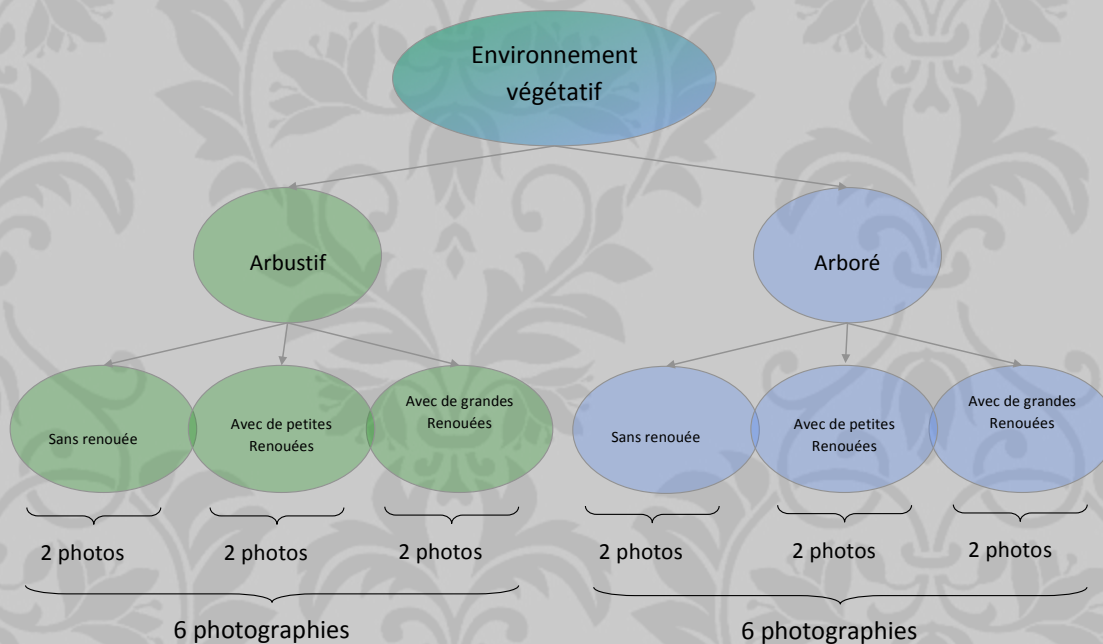 Environnement
végétatif
Arbustif
Arboré
Sans renouée
Avec de petites
Renouées
Avec de grandes
Renouées
Sans renouée
Avec de petites
Renouées
Avec de grandes
Renouées
2 photos
2 photos
2 photos
2 photos
2 photos
2 photos
6 photographies
6 photographies